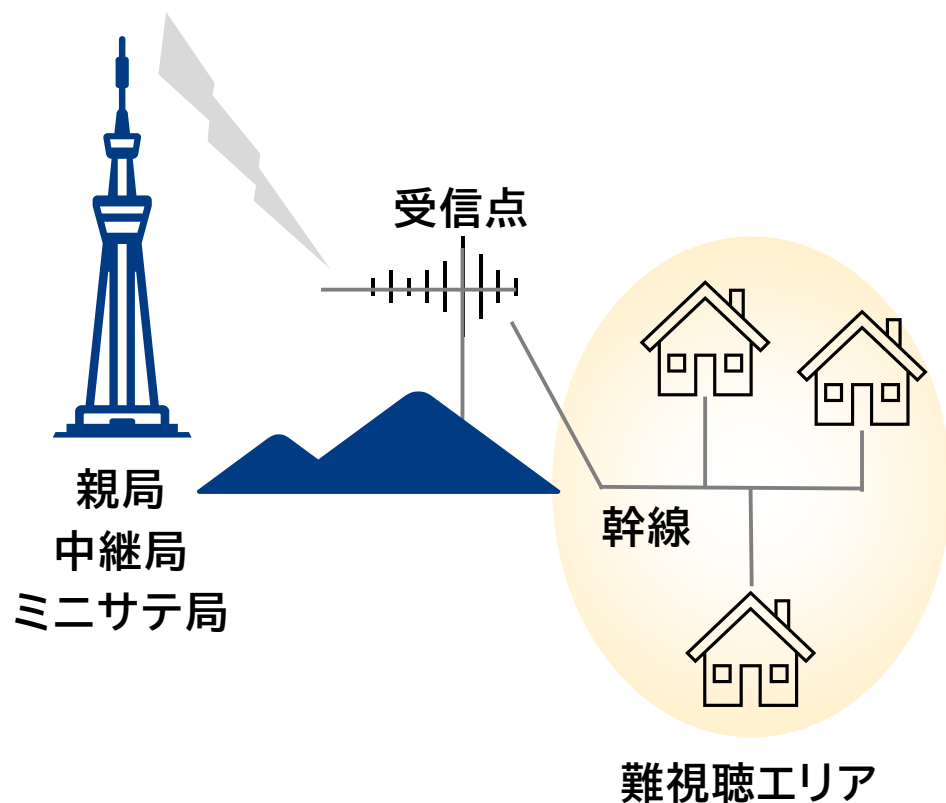 受信点
親局
中継局
ミニサテ局
幹線
難視聴エリア